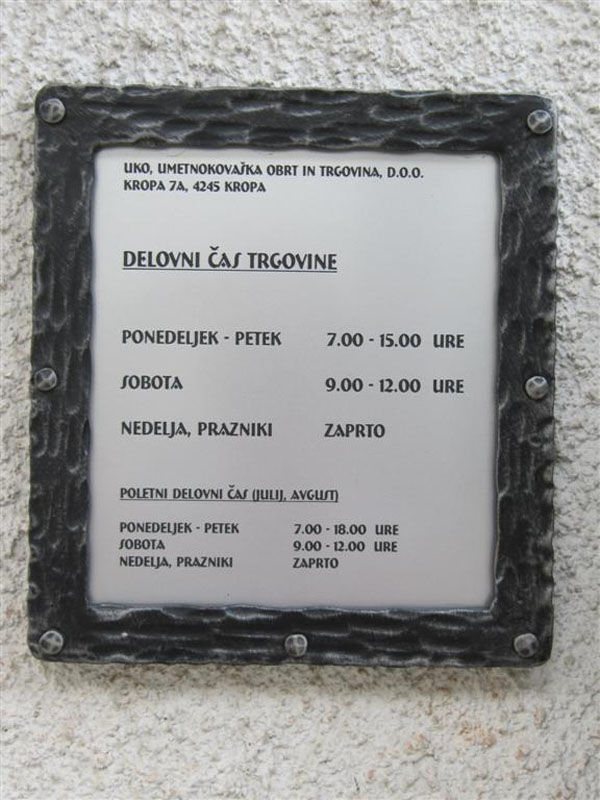 UKO, UMETNOKOVAŠKA OBRT IN TRGOVINA, D.O.O.
KROPA 7A, 4245 KROPA
DELOVNI ČAS TRGOVINE
PONEDELJEK - PETEK 7.00 - 15.00 URE
SOBOTA 9.00 - 12.00 URE
NEDELJA, PRAZNIKI ZAPRTO
POLETNI DELOVNI ČAS (JULIJ, AVGUST)
PONEDELJEK - PETEK 7.00 - 18.00 URE
SOBOTA 9.00 - 12.00 URE
NEDELJA, PRAZNIKI ZAPRTO